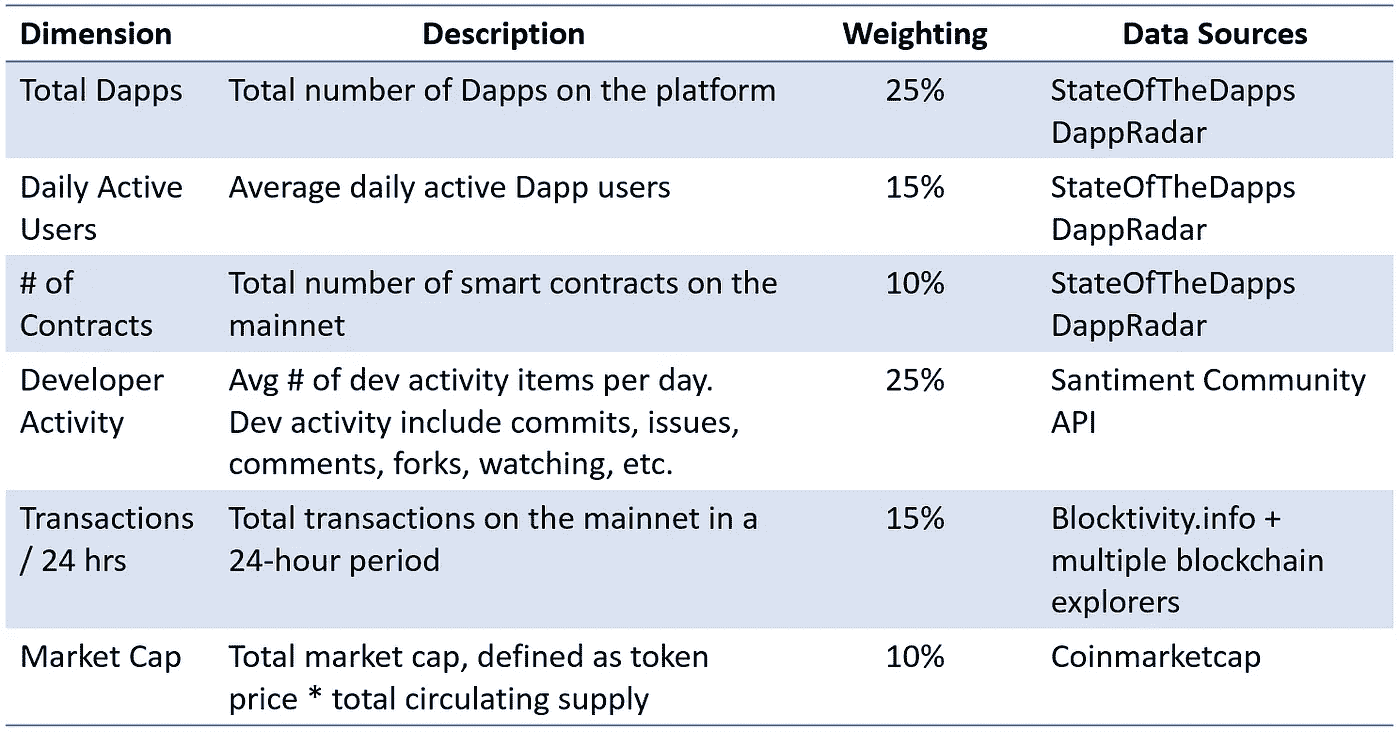 Dimension Description Weighting Data Sources
Total Dapps Total number of Dapps on the platform 25% StateOfTheDapps
DappRadar
Daily Active Average daily active Dapp users 15% StateOfTheDapps
Users DappRadar
# of Total number of smart contracts on the 10% StateOfTheDapps
Contracts mainnet DappRadar
Developer Avg # of dev activity items per day. 25% Santiment Community
Activity Dev activity include commits, issues, API
comments, forks, watching, etc.
Transactions Total transactions on the mainnet in a 15% Blocktivity.info +
/ 24 hrs 24-hour period multiple blockchain
explorers
Market Cap Total market cap, defined as token 10% Coinmarketcap
price * total circulating supply